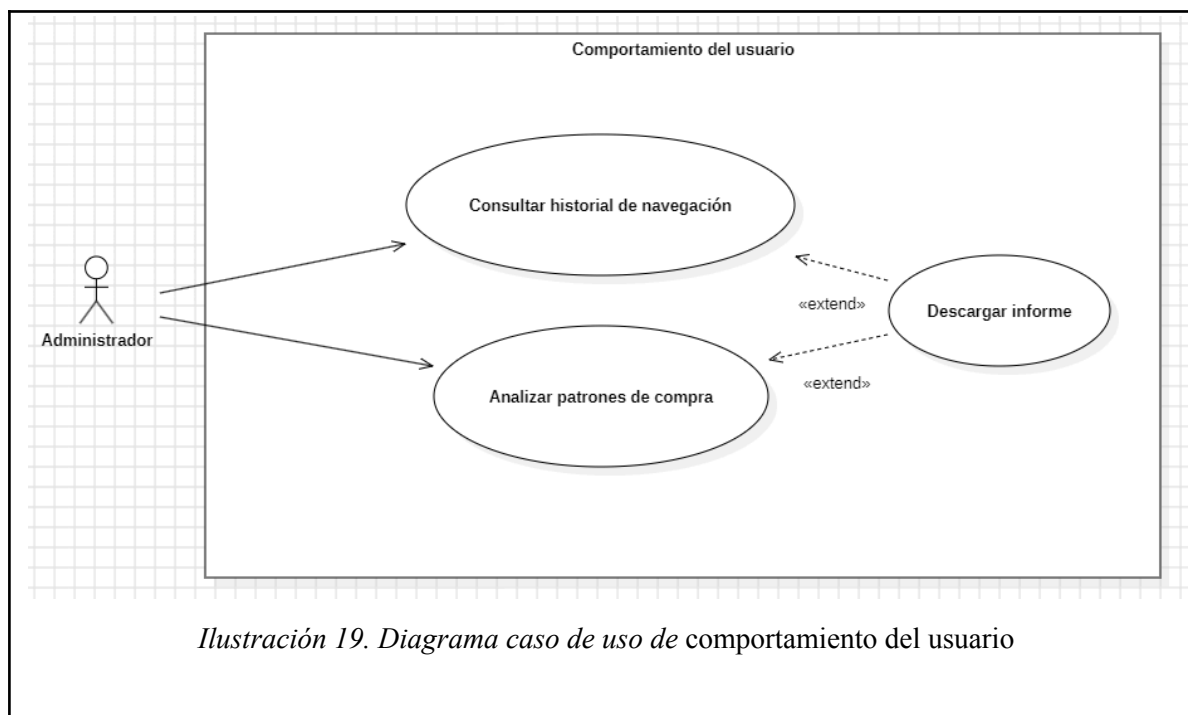 Comportamiento del usuario
Consultar historial de navegación
«extend»
Descargar informe
Administrador
Analizar patrones de compra
«extend»
Ilustración 19. Diagrama caso de uso de comportamiento del usuario